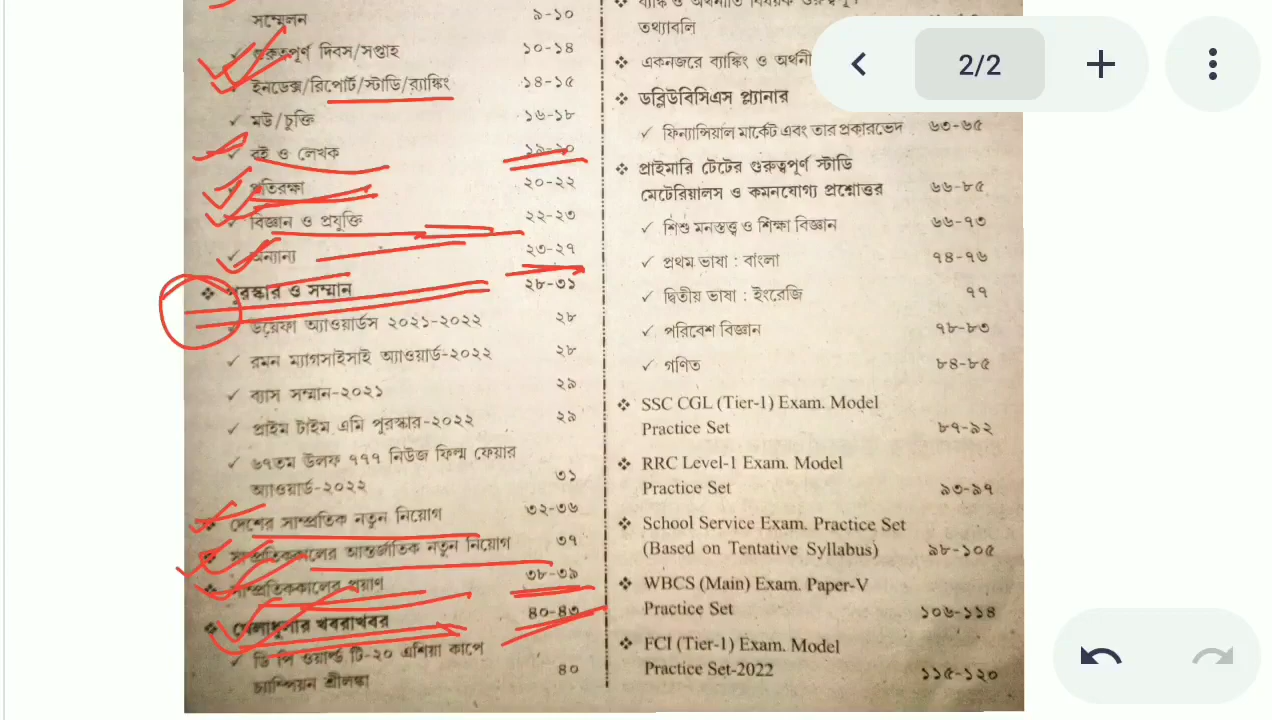 সম্মেলন ৯-১০
গুরুত্বপূর্ণ দিবস/সপ্তাহ ১০-১৪
ইনডেক্স/রিপোর্ট/স্টাডি/র‍্যাঙ্কিং ১৪-১৫
মউ/চুক্তি ১৬-১৮
বই ও লেখক ১৯-২০
প্রতিরক্ষা ২০-২২
বিজ্ঞান ও প্রযুক্তি ২২-২৩
অন্যান্য ২৩-২৭
পুরস্কার ও সম্মান ২৮-৩১
উয়েফা অ্যাওয়ার্ডস ২০২১-২০২২ ২৮
রমন ম্যাগসাইসাই অ্যাওয়ার্ড-২০২২ ২৮
ব্যাস সম্মান-২০২১ ২৯
প্রাইম টাইম এমি পুরস্কার-২০২২ ২৯
৬৭তম উলফ ৭৭৭ নিউজ ফিল্ম ফেয়ার
অ্যাওয়ার্ড-২০২২ ৩১
দেশের সাম্প্রতিক নতুন নিয়োগ ৩২-৩৬
সাম্প্রতিককালের আন্তর্জাতিক নতুন নিয়োগ ৩৭
সাম্প্রতিককালের প্রয়াণ ৩৮-৩৯
খেলাধুলার খবরাখবর ৪০-৪৩
ডি পি ওয়ার্ল্ড টি-২০ এশিয়া কাপে
চ্যাম্পিয়ন শ্রীলঙ্কা ৪০
ব্যাঙ্ক ও অর্থনীতি বিষয়ক গুরুত্বপূর্ণ
তথ্যাবলি
একনজরে ব্যাঙ্কিং ও অর্থনী
ডব্লিউবিসিএস প্ল্যানার
ফিন্যান্সিয়াল মার্কেট এবং তার প্রকারভেদ ৬৩-৬৫
প্রাইমারি টেটের গুরুত্বপূর্ণ স্টাডি
মেটেরিয়ালস ও কমনযোগ্য প্রশ্নোত্তর ৬৬-৮৫
শিশু মনস্তত্ত্ব ও শিক্ষা বিজ্ঞান ৬৬-৭৩
প্রথম ভাষা : বাংলা ৭৪-৭৬
দ্বিতীয় ভাষা : ইংরেজি ৭৭
পরিবেশ বিজ্ঞান ৭৮-৮৩
গণিত ৮৪-৮৫
SSC CGL (Tier-1) Exam. Model
Practice Set ৮৭-৯২
RRC Level-1 Exam. Model
Practice Set ৯৩-৯৭
School Service Exam. Practice Set
(Based on Tentative Syllabus) ৯৮-১০৫
WBCS (Main) Exam. Paper-V
Practice Set ১০৬-১১৪
FCI (Tier-1) Exam. Model
Practice Set-2022 ১১৫-১২০
2/2